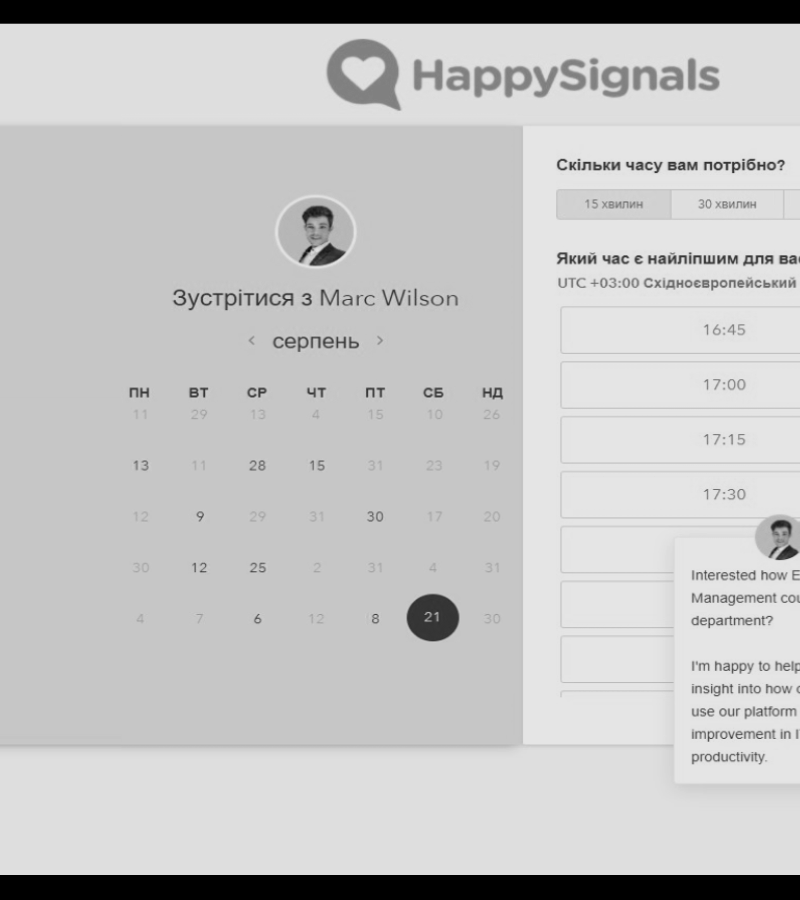 HappySignals
Зустрітися з Marc Wilson
серпень
ПН ВТ СР ЧТ ПТ СБ НД
11 29 13 4 15 10 26
13 11 28 15 31 23 19
12 9 29 31 30 17 20
30 12 25 2 31 4 31
4 7 6 12 8 21 30
Скільки часу вам потрібно?
15 хвилин 30 хвилин
Який час є найліпшим для вас
UTC +03:00 Східноєвропейський
16:45
17:00
17:15
17:30
Interested how E
Management cou
department?
I'm happy to help
insight into how
use our platform
improvement in I
productivity.